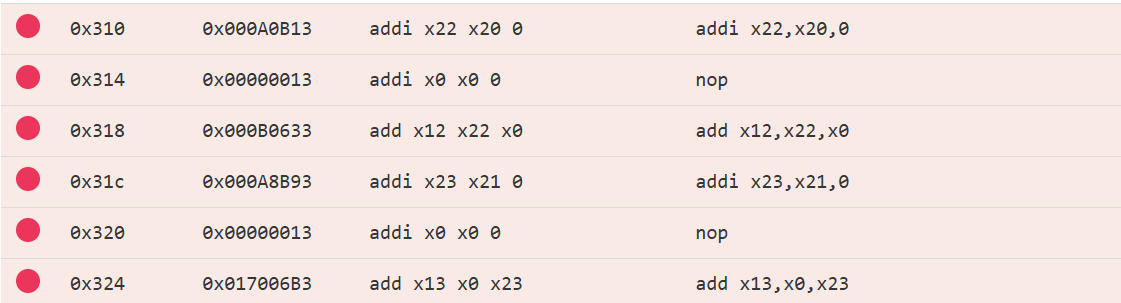 0x310 0x000A0B13 addi x22 x20 0 addi x22,x20,0
0x314 0x00000013 addi x0 x0 0 nop
0x318 0x000B0633 add x12 x22 x0 add x12,x22,x0
0x31c 0x000A8B93 addi x23 x21 0 addi x23,x21,0
0x320 0x00000013 addi x0 x0 0 nop
0x324 0x017006B3 add x13 x0 x23 add x13,x0,x23